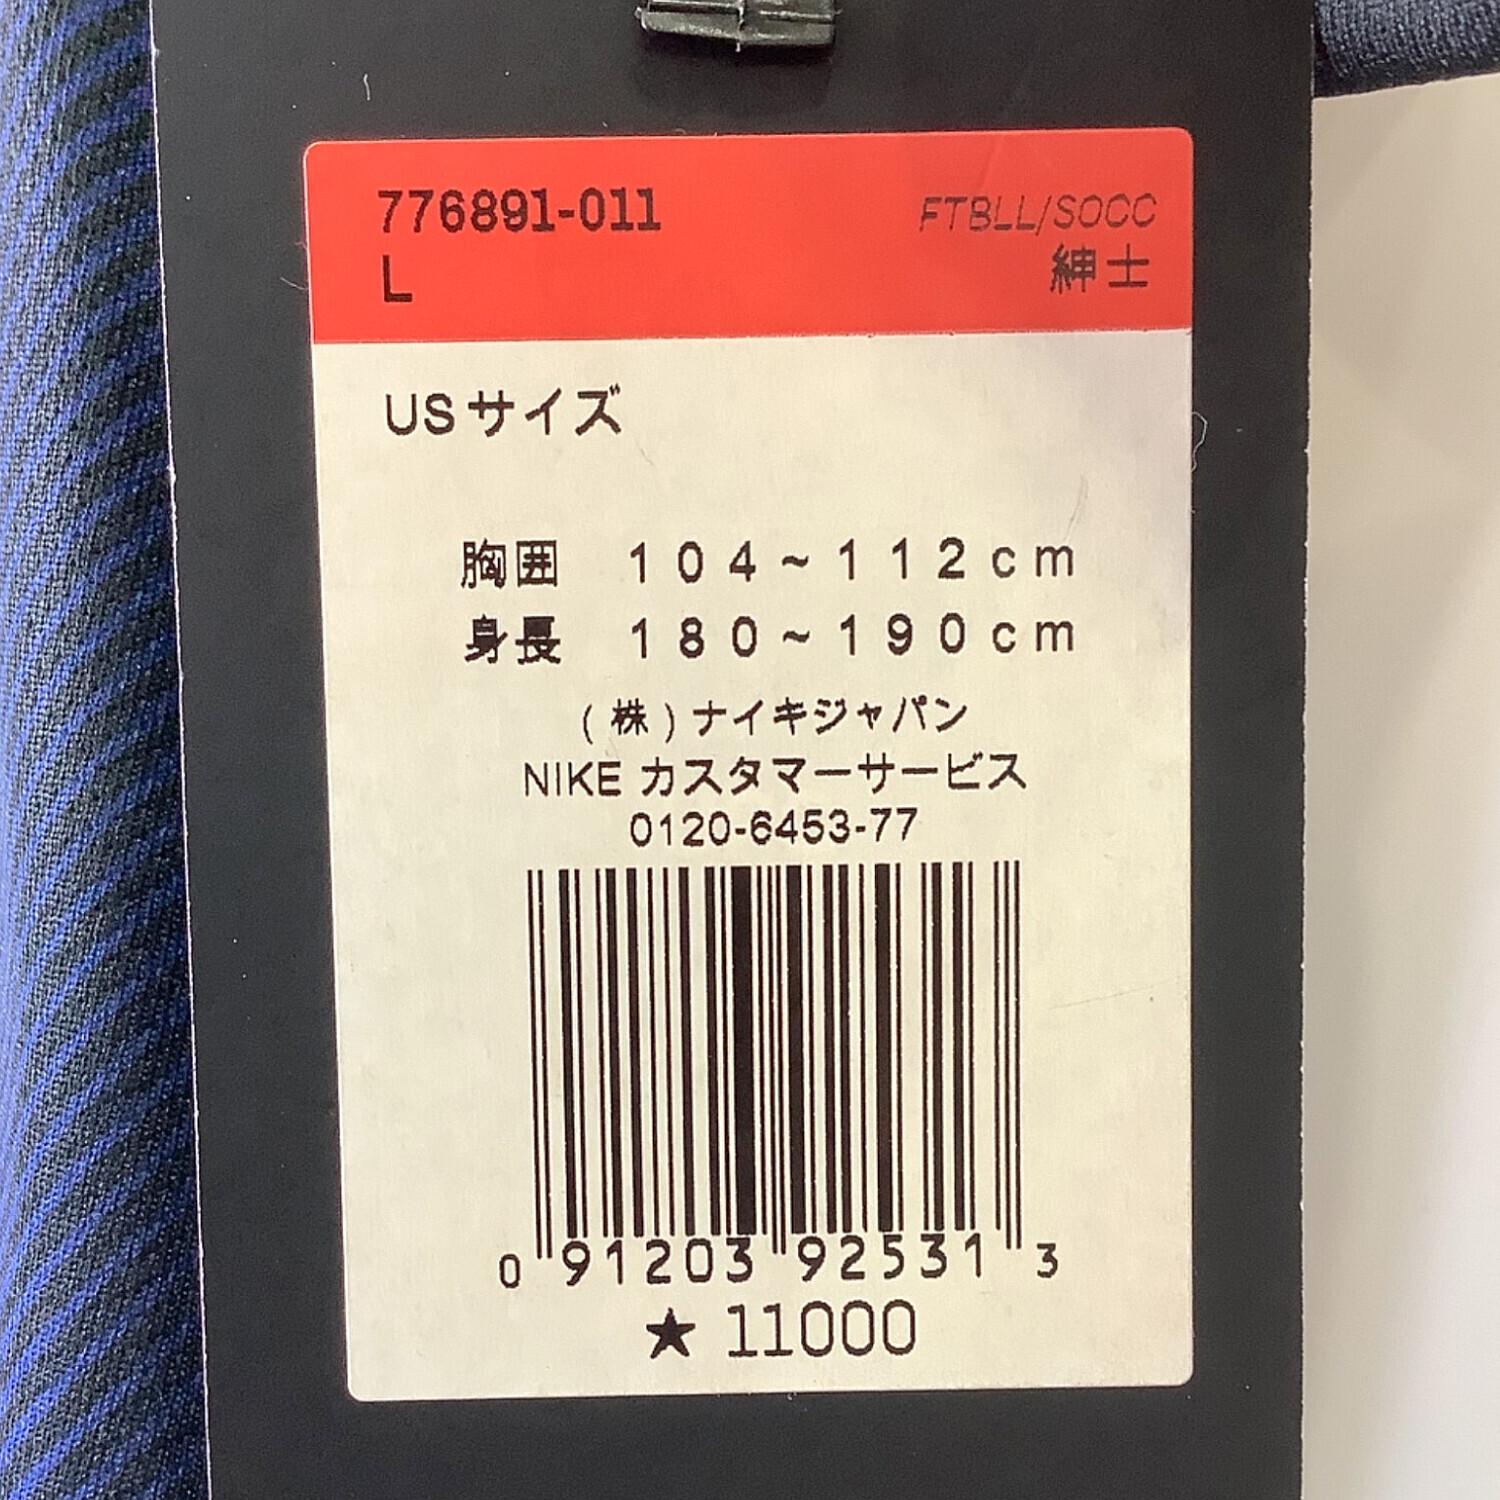 776891-011
FTBLL/SOCC
L
紳士
USサイズ
胸囲 104~112cm
身長 180~190cm
(株)ナイキジャパン
NIKE カスタマーサービス
0120-6453-77
0 91203 92531 3
★ 11000